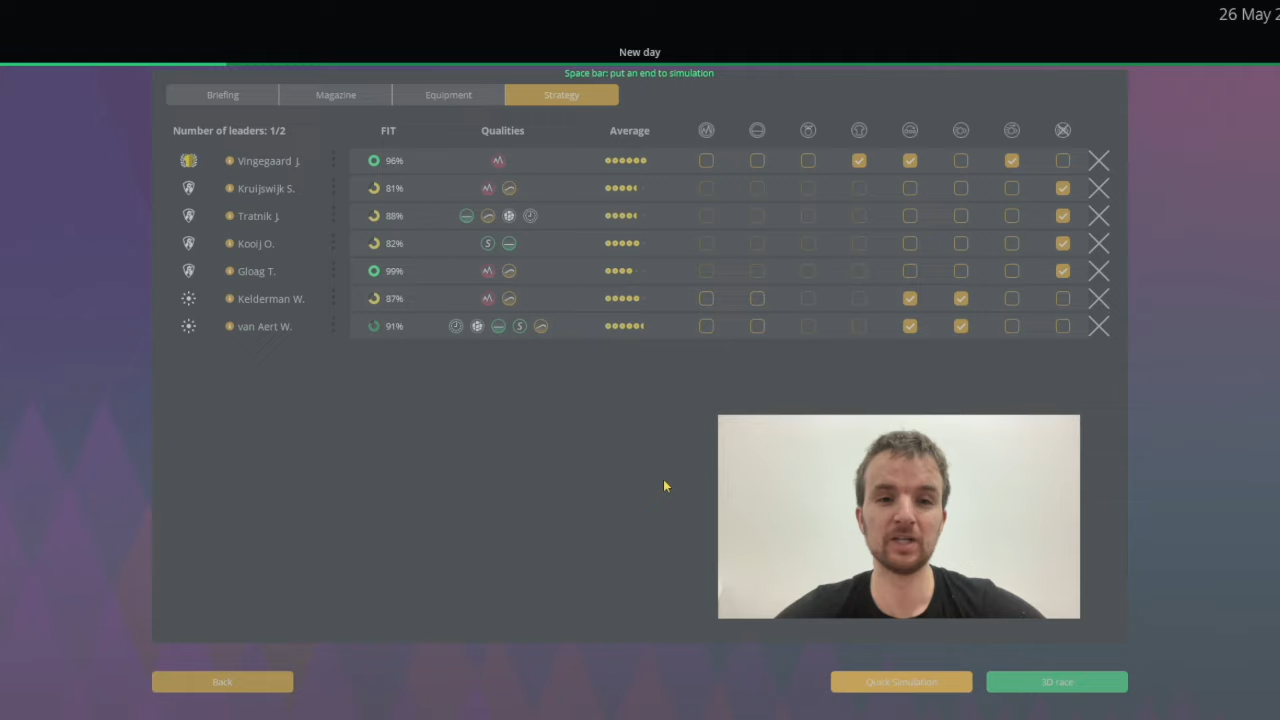 26 May 2
New day
Space bar: put an end to simulation
Briefing Magazine Equipment Strategy
Number of leaders: 1/2 FIT Qualities Average
Vingegaard J. 96%
Kruijswijk S. 81%
Tratnik J. 88%
Kooij O. 82%
Gloag T. 99%
Kelderman W. 87%
van Aert W. 91%
Back Quick Simulation 3D race